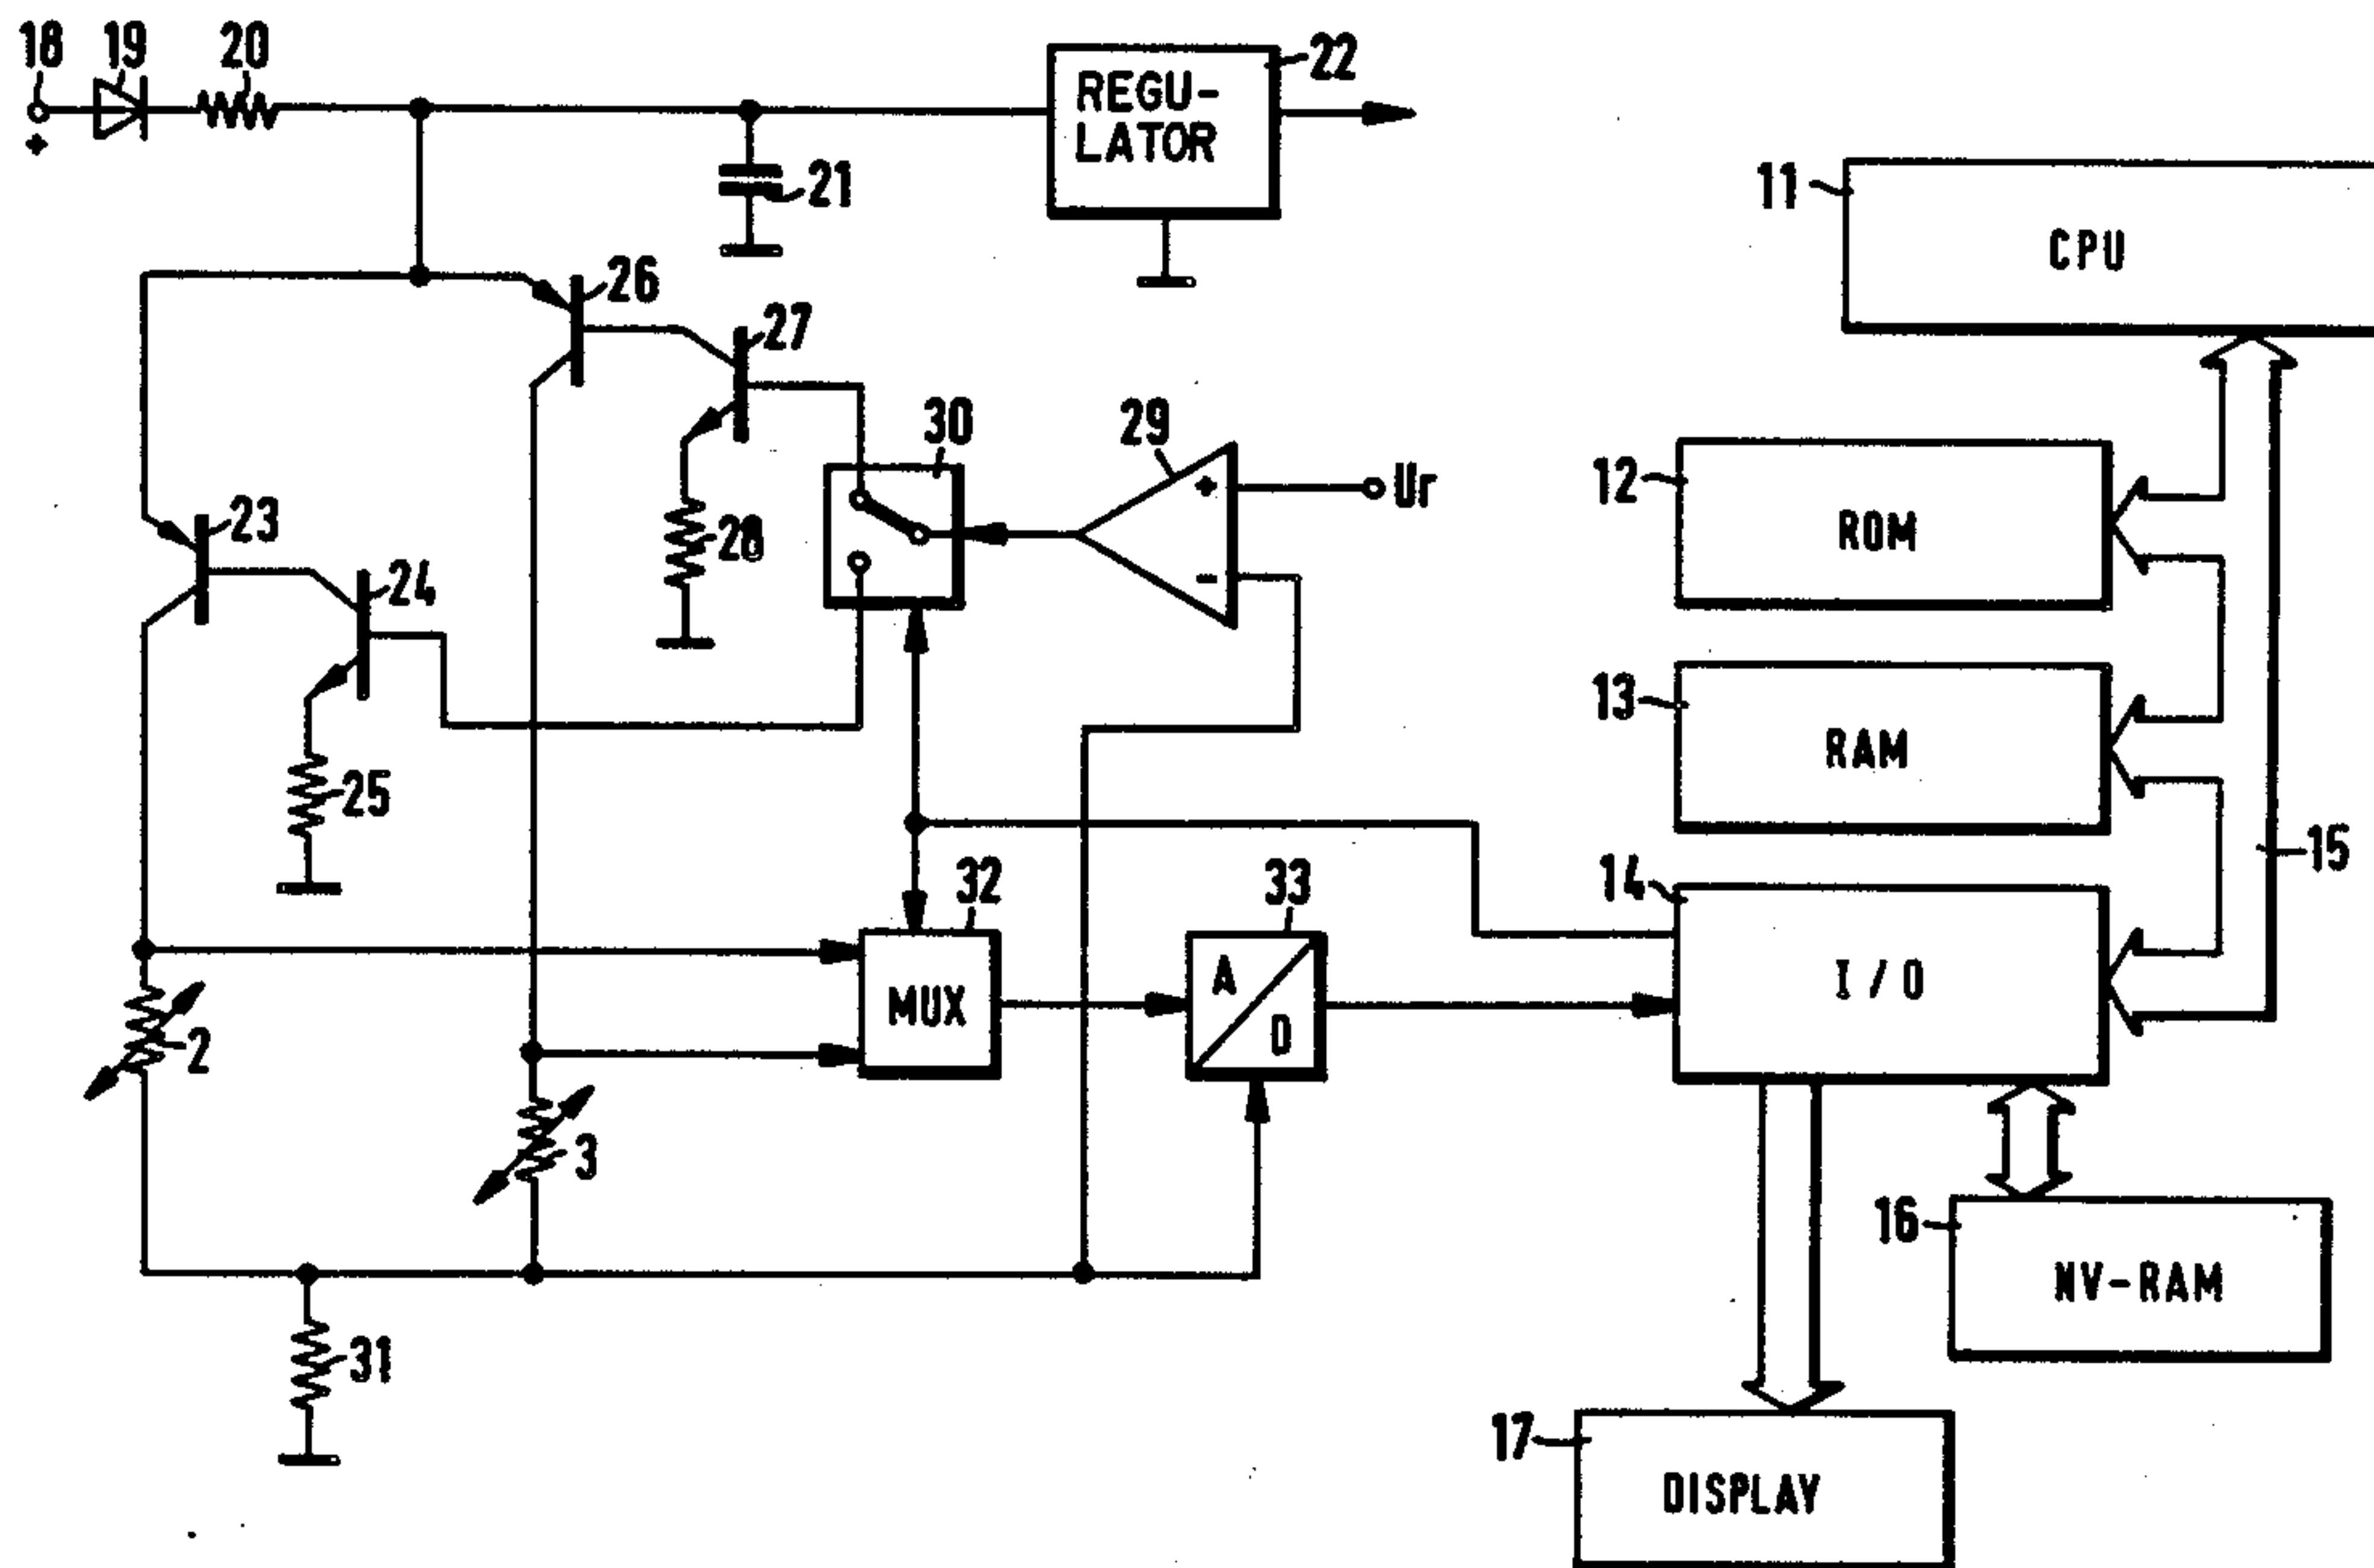 18 19 20
+
REGU-
LATOR
22
21
11
CPU
26
27
30
29
+
Ur
-
12
ROM
23
24
28
13
RAM
25
15
32
33
14
MUX
A
D
I/O
2
3
16
NV-RAM
31
17
DISPLAY